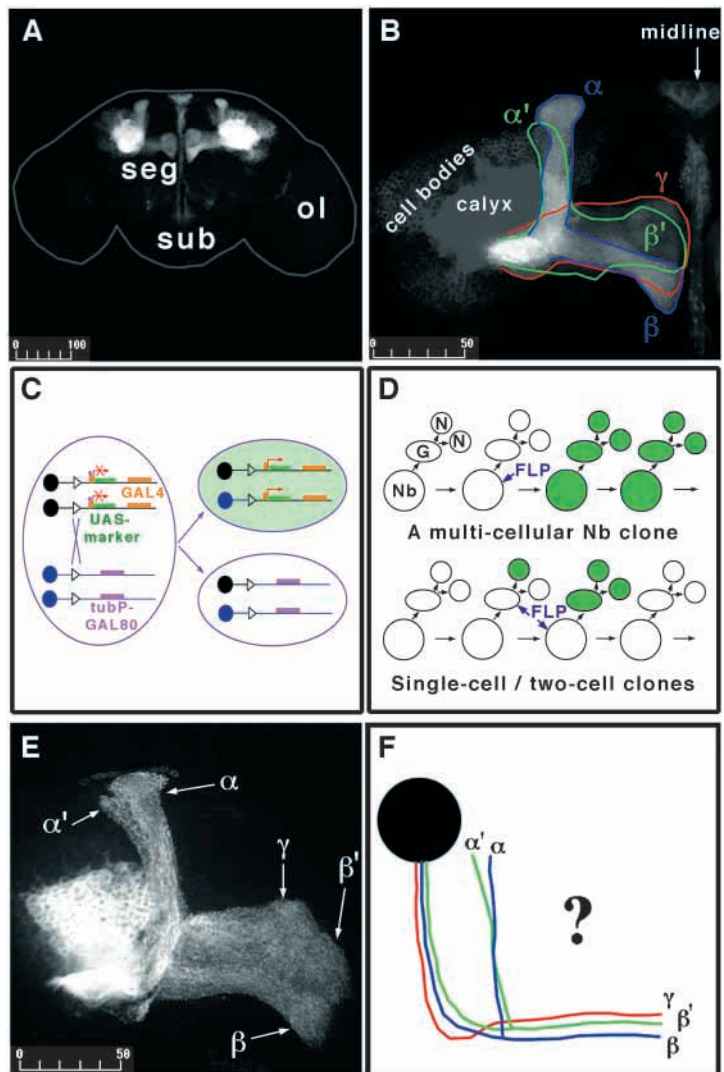 A
seg
ol
sub
0 100
B
midline
α
α'
γ
cell bodies
calyx
β'
β
0 50
C
GAL4
UAS-
marker
tubP-
GAL80
D
N
G N
FLP
Nb
A multi-cellular Nb clone
FLP
Single-cell / two-cell clones
E
α
α'
γ
β'
β
0 50
F
α' α
?
γ
β'
β